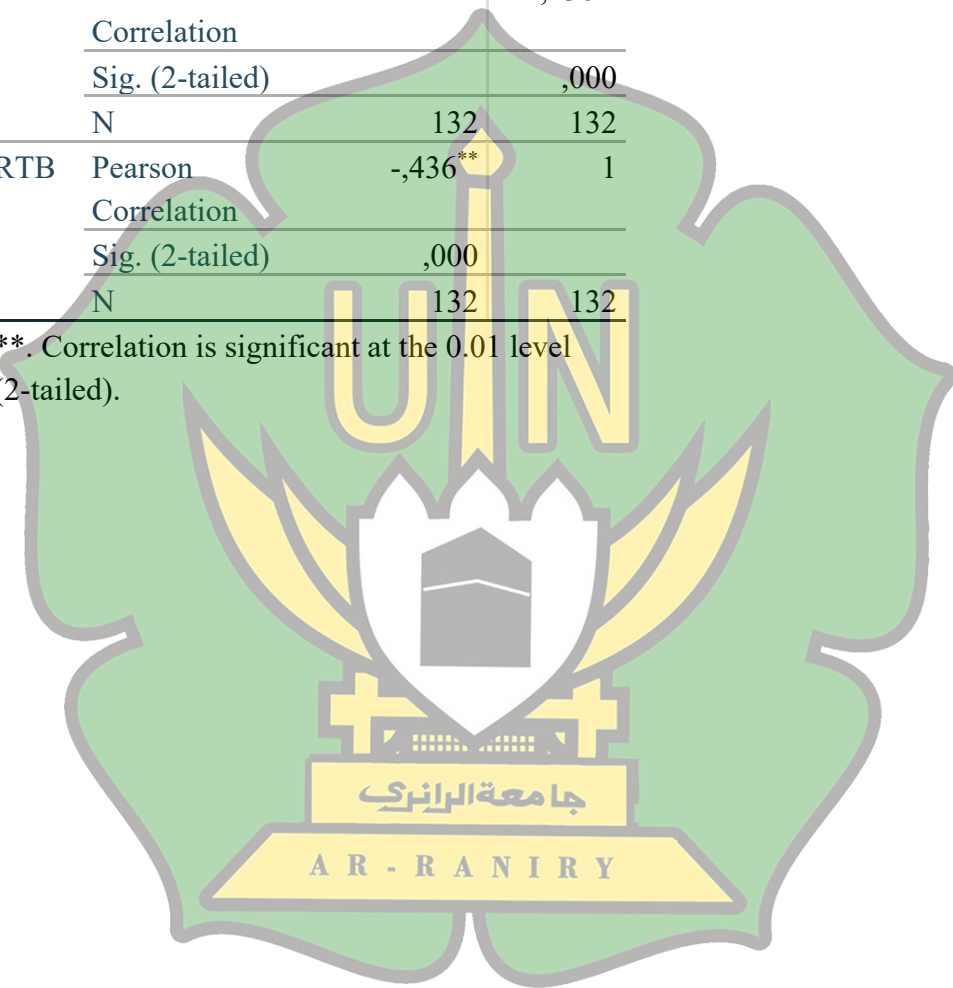 Correlation
Sig. (2-tailed) ,000
N 132 132
RTB Pearson -,436** 1
Correlation
Sig. (2-tailed) ,000
N 132 132
**. Correlation is significant at the 0.01 level
(2-tailed).
UIN
جامعة الرانري
AR-RANIRY